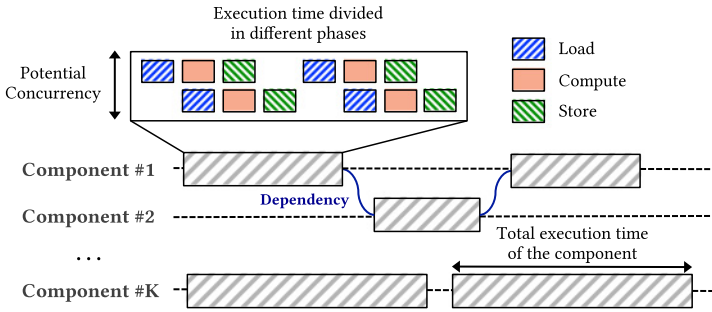 Execution time divided
in different phases
Potential
Concurrency
Load
Compute
Store
Component #1
Dependency
Component #2
Total execution time
of the component
...
Component #K